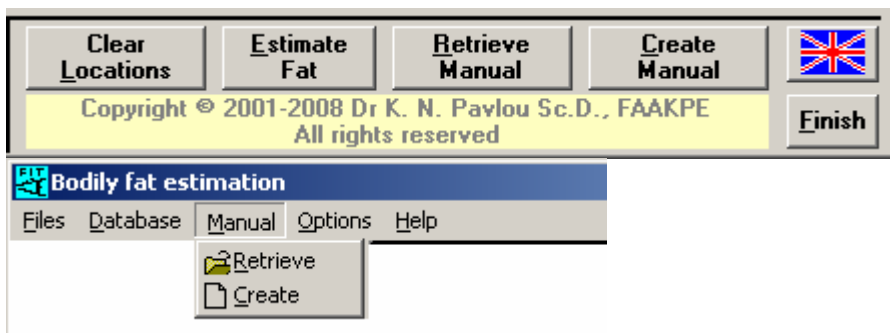 Clear Locations
Estimate Fat
Retrieve Manual
Create Manual
Copyright © 2001-2008 Dr K. N. Pavlou Sc.D., FAAKPE
All rights reserved
Finish
FIT Bodily fat estimation
Files Database Manual Options Help
Retrieve
Create